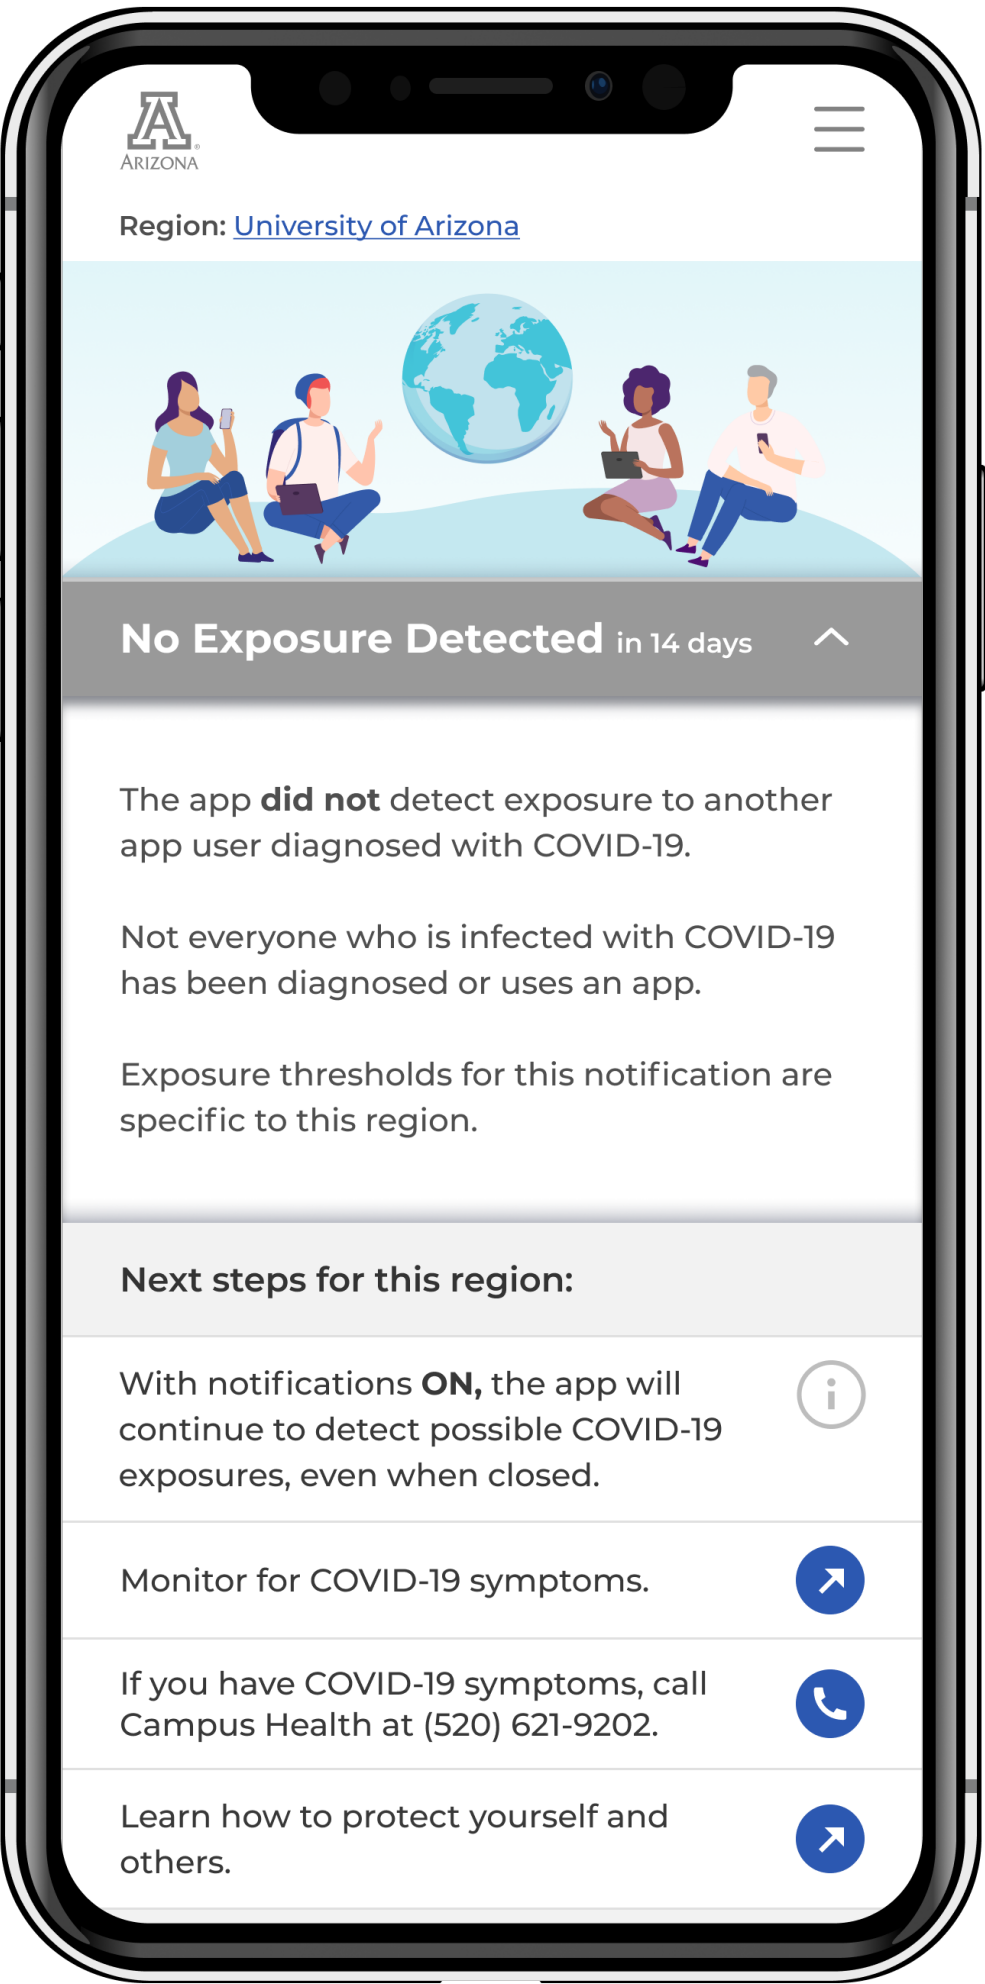 A
ARIZONA®
Region: University of Arizona
No Exposure Detected in 14 days
The app did not detect exposure to another
app user diagnosed with COVID-19.
Not everyone who is infected with COVID-19
has been diagnosed or uses an app.
Exposure thresholds for this notification are
specific to this region.
Next steps for this region:
With notifications ON, the app will
continue to detect possible COVID-19
exposures, even when closed.
Monitor for COVID-19 symptoms.
If you have COVID-19 symptoms, call
Campus Health at (520) 621-9202.
Learn how to protect yourself and
others.